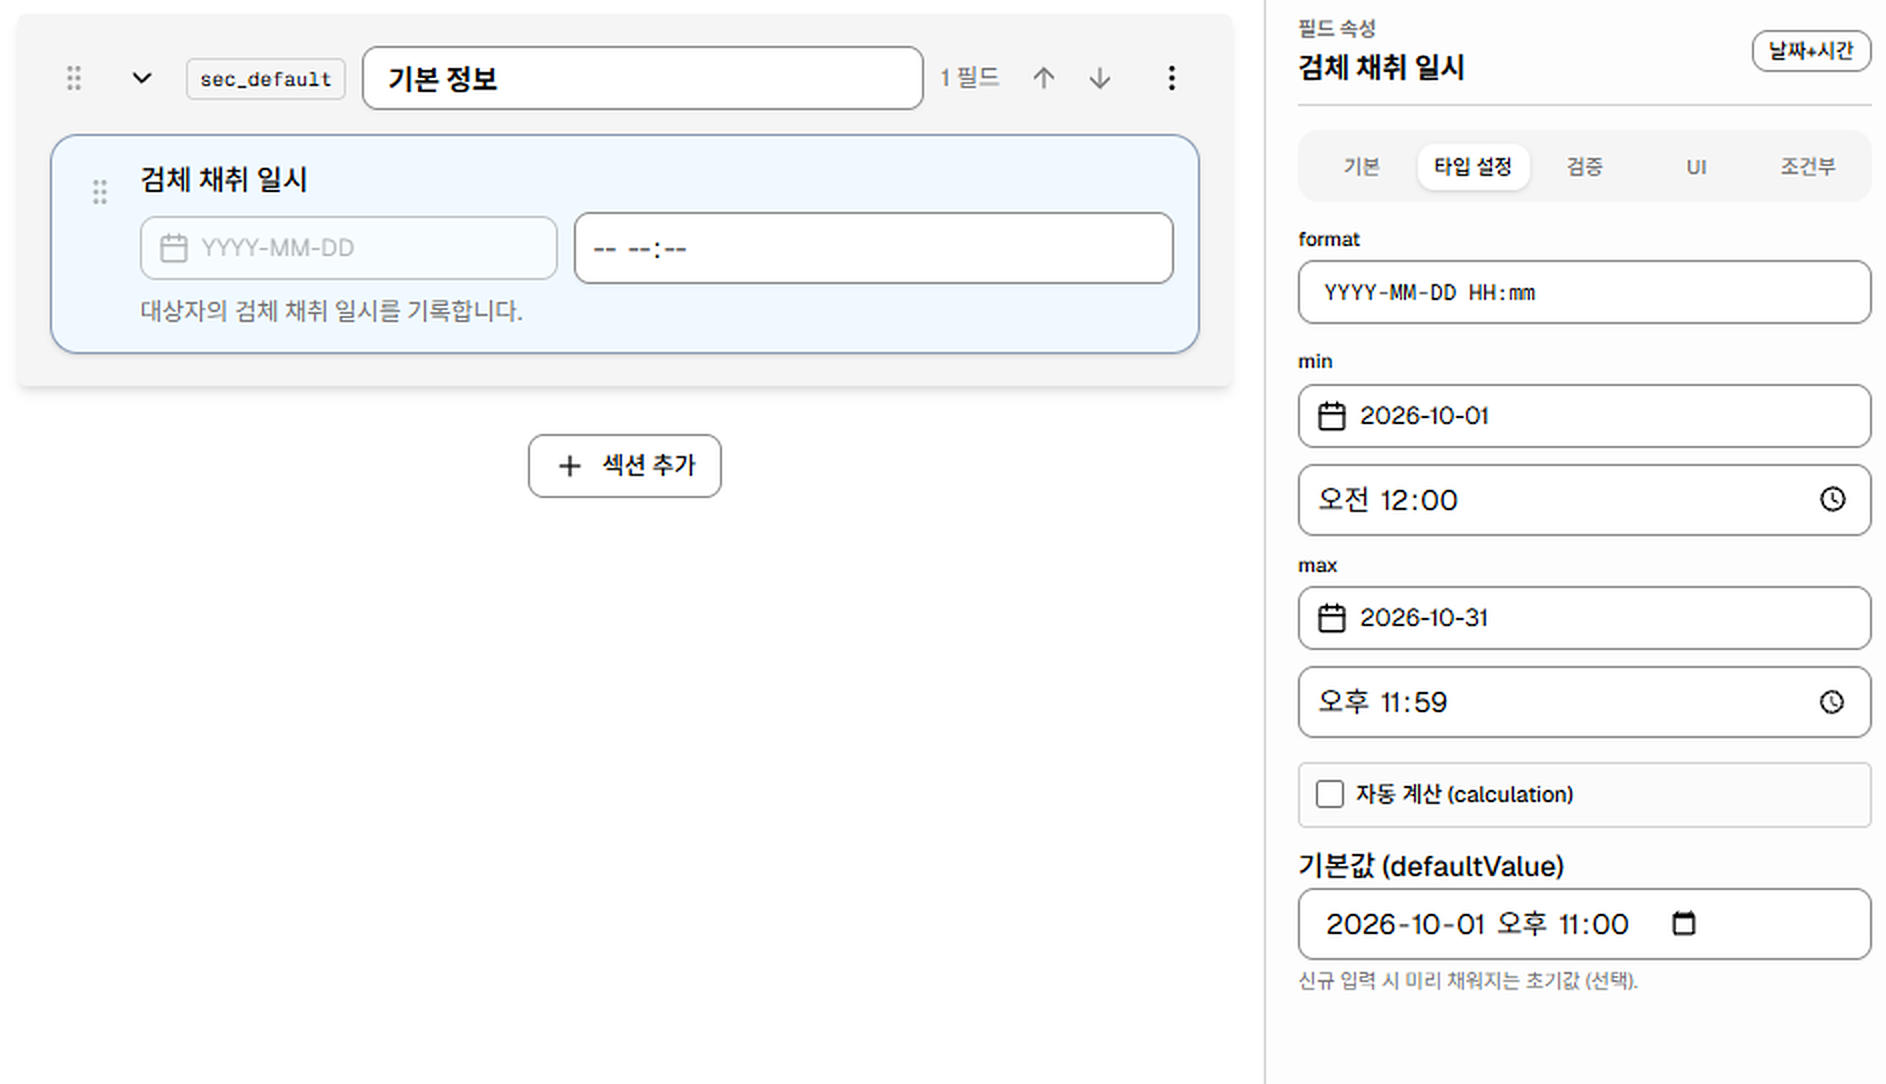 sec_default 기본 정보 1 필드
검체 채취 일시
YYYY-MM-DD -- --:--
대상자의 검체 채취 일시를 기록합니다.
섹션 추가
필드 속성
검체 채취 일시 날짜+시간
기본 타입 설정 검증 UI 조건부
format
YYYY-MM-DD HH:mm
min
2026-10-01
오전 12:00
max
2026-10-31
오후 11:59
자동 계산 (calculation)
기본값 (defaultValue)
2026-10-01 오후 11:00
신규 입력 시 미리 채워지는 초기값 (선택).